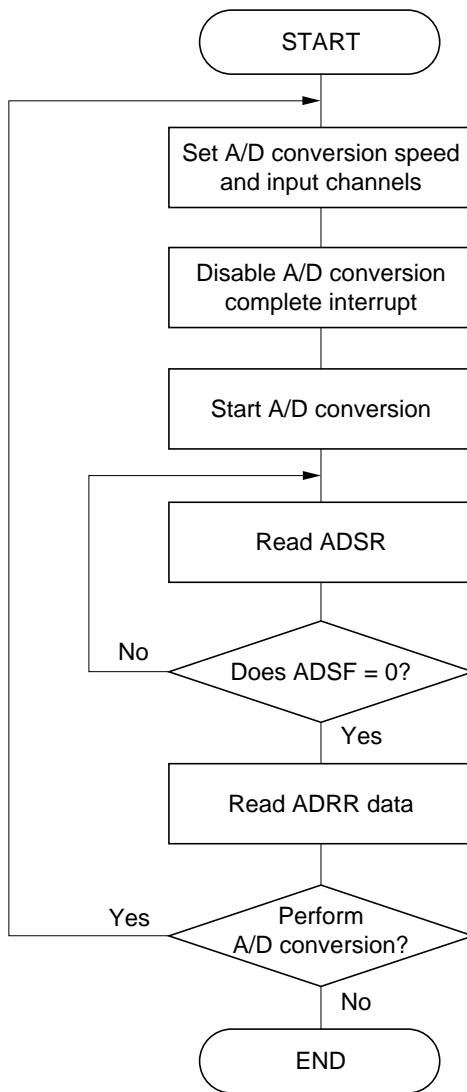 START
Set A/D conversion speed
and input channels
Disable A/D conversion
complete interrupt
Start A/D conversion
Read ADSR
No
Does ADSF = 0?
Yes
Read ADRR data
Yes
Perform
A/D conversion?
No
END